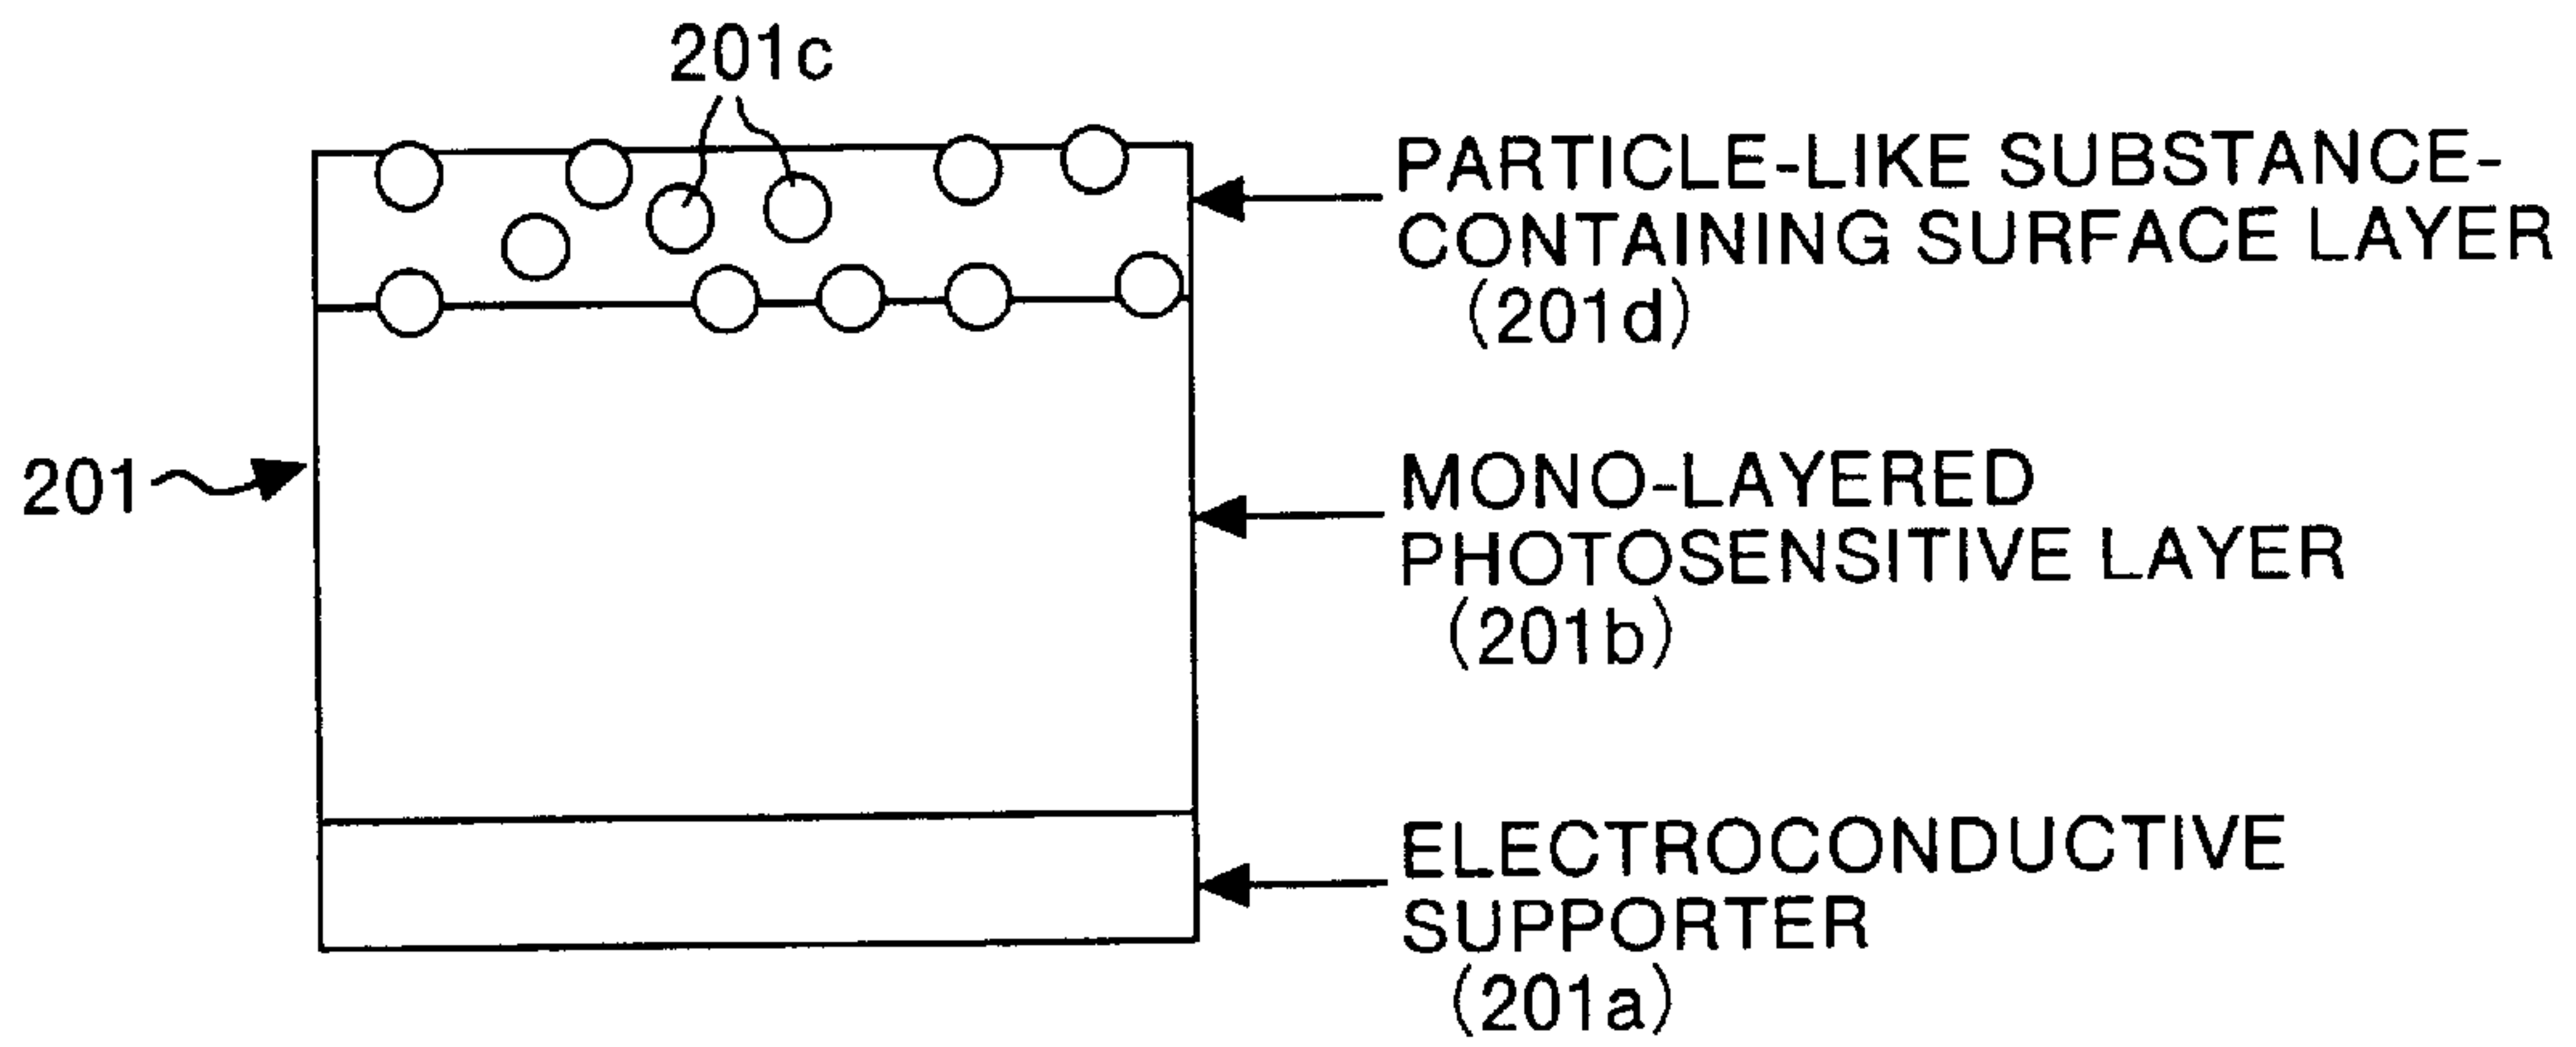 201c
PARTICLE-LIKE SUBSTANCE-
CONTAINING SURFACE LAYER
(201d)
201
MONO-LAYERED
PHOTOSENSITIVE LAYER
(201b)
ELECTROCONDUCTIVE
SUPPORTER
(201a)